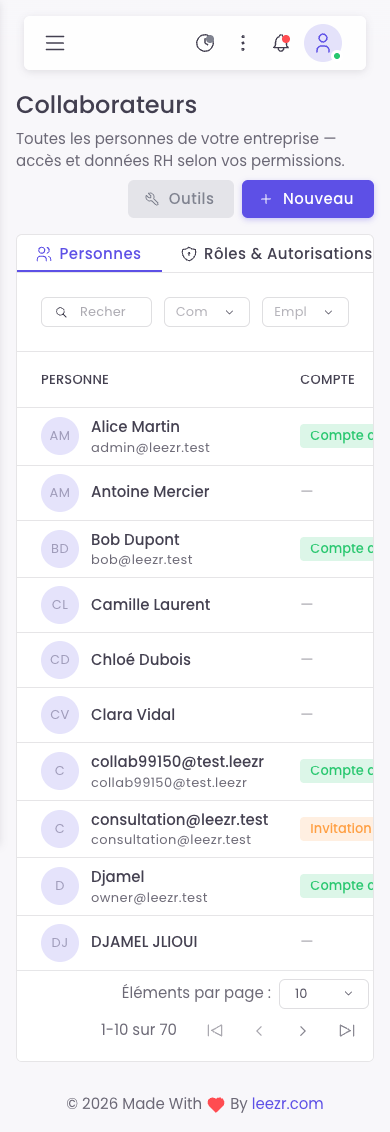 Collaborateurs
Toutes les personnes de votre entreprise —
accès et données RH selon vos permissions.
Outils
Nouveau
Personnes
Rôles & Autorisations
Recher
Com
Empl
PERSONNE
COMPTE
AM
Alice Martin
admin@leezr.test
Compte
AM
Antoine Mercier
—
BD
Bob Dupont
bob@leezr.test
Compte
CL
Camille Laurent
—
CD
Chloé Dubois
—
CV
Clara Vidal
—
C
collab99150@test.leezr
collab99150@test.leezr
Compte
C
consultation@leezr.test
consultation@leezr.test
Invitation
D
Djamel
owner@leezr.test
Compte
DJ
DJAMEL JLIOUI
—
Éléments par page :
10
1-10 sur 70
© 2026 Made With By leezr.com